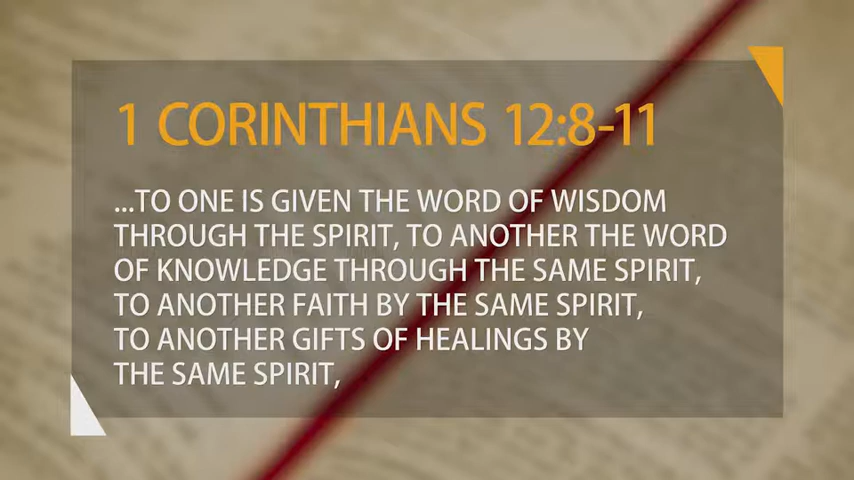 1 CORINTHIANS 12:8-11
...TO ONE IS GIVEN THE WORD OF WISDOM
THROUGH THE SPIRIT, TO ANOTHER THE WORD
OF KNOWLEDGE THROUGH THE SAME SPIRIT,
TO ANOTHER FAITH BY THE SAME SPIRIT,
TO ANOTHER GIFTS OF HEALINGS BY
THE SAME SPIRIT,